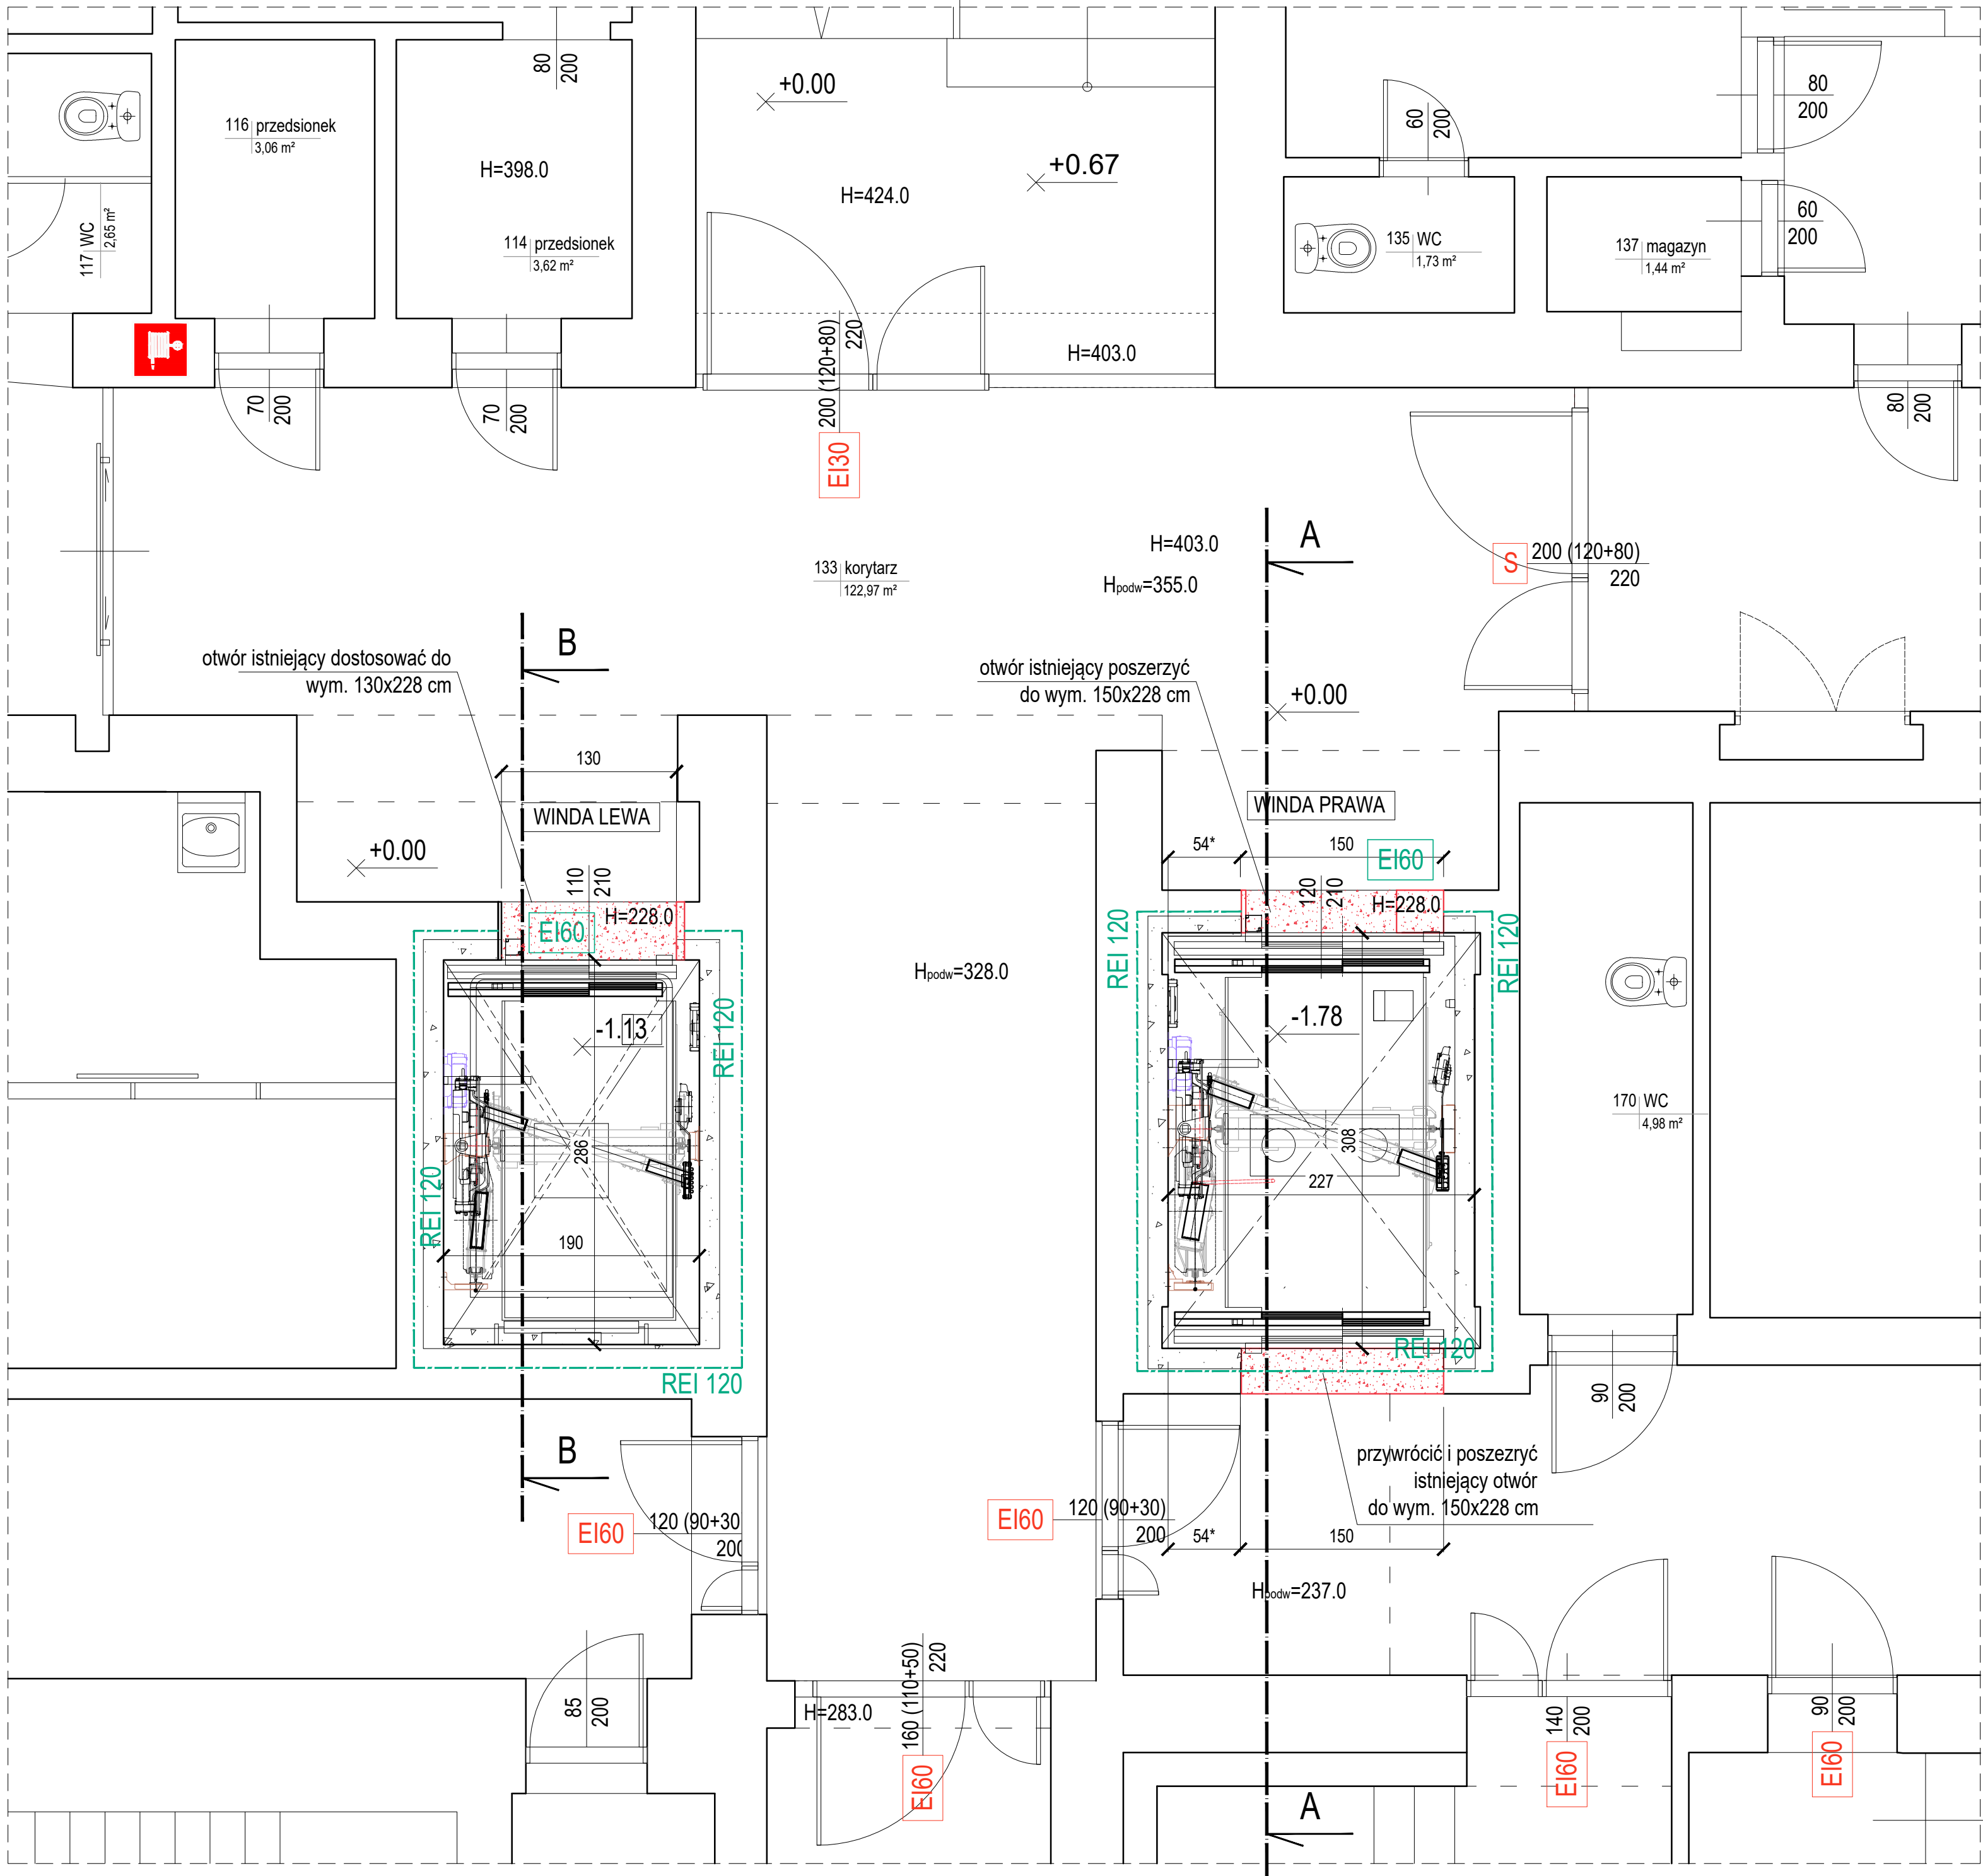 80
200
+0.00
80
200
116 przedsionek
3,06 m²
H=398.0
+0.67
60
200
H=424.0
117 WC
2,65 m²
114 przedsionek
3,62 m²
135 WC
1,73 m²
137 magazyn
1,44 m²
60
200
200 (120+80)
220
H=403.0
70
200
70
200
80
200
EI30
A
H=403.0
S
200 (120+80)
220
133 korytarz
122,97 m²
Hpodw=355.0
B
otwór istniejący dostosować do
wym. 130x228 cm
otwór istniejący poszerzyć
do wym. 150x228 cm
+0.00
130
WINDA LEWA
WINDA PRAWA
+0.00
54*
150
EI60
110
210
120
210
H=228.0
H=228.0
EI60
REI 120
REI 120
Hpodw=328.0
-1.13
REI 120
-1.78
170 WC
4,98 m²
286
308
227
REI 120
190
REI 120
REI 120
90
200
B
przywrócić i poszezryć
istniejący otwór
do wym. 150x228 cm
EI60
120 (90+30
200
EI60
120 (90+30)
200
54*
150
Hpodw=237.0
85
200
H=283.0
160 (110+50)
220
EI60
140
200
EI60
90
200
EI60
A